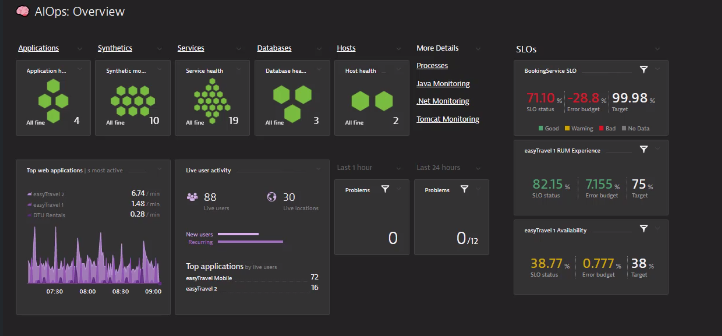 AIOps: Overview
Applications
Synthetics
Services
Databases
Hosts
More Details
SLOs
Application h...
All fine
4
Synthetic mo...
All fine
10
Service health
All fine
19
Database hea...
All fine
3
Host health
All fine
2
Processes
Java Monitoring
.Net Monitoring
Tomcat Monitoring
BookingService SLO
71.10 % -28.8 % 99.98 %
SLO status Error budget Target
Good Warning Bad No Data
Top web applications | a most active
6.74 / min
easyTravel 1 1.48 / min
DTU Rentals 0.28 / min
07:30 08:00 08:30 09:00
Live user activity
88
Live users
30
Live locations
New users
Recurring
Top applications by live users
easyTravel Mobile 72
easyTravel 2 16
Last 1 hour
Problems
0
Last 24 hours
Problems
0/12
easyTravel 1 RUM Experience
82.15 % 7.155 % 75 %
SLO status Error budget Target
easyTravel 1 Availability
38.77 % 0.777 % 38 %
SLO status Error budget Target